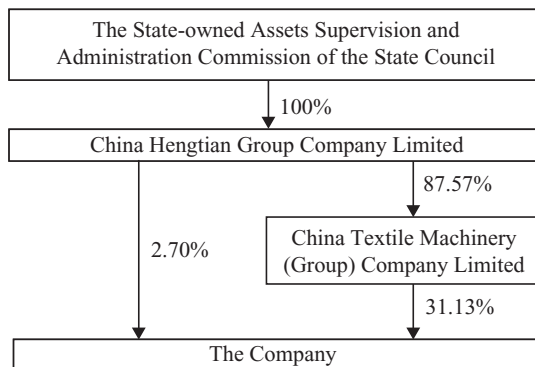 The State-owned Assets Supervision and
Administration Commission of the State Council
100%
China Hengtian Group Company Limited
87.57%
2.70%
China Textile Machinery
(Group) Company Limited
31.13%
The Company